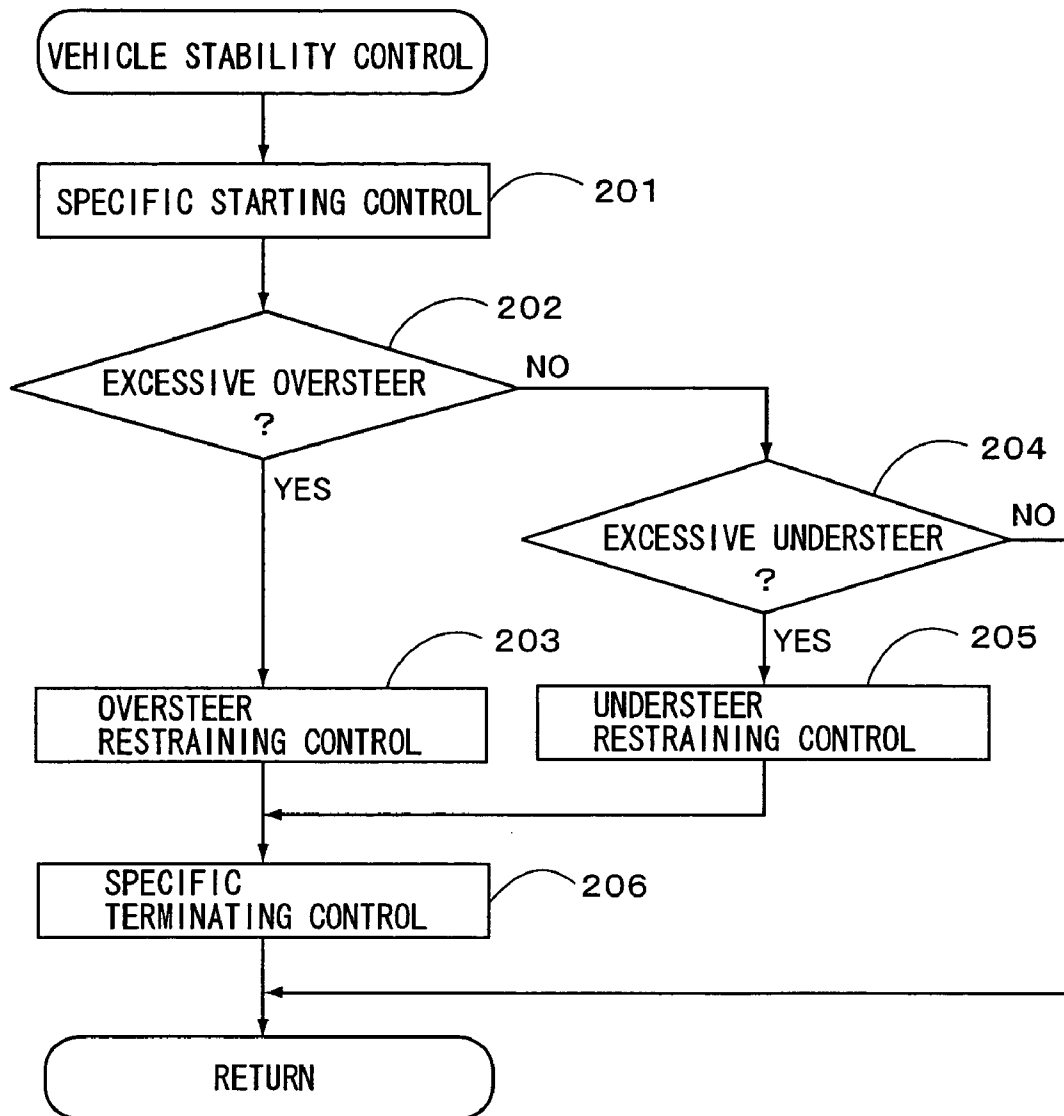 VEHICLE STABILITY CONTROL
SPECIFIC STARTING CONTROL
201
202
EXCESSIVE OVERSTEER
?
NO
YES
204
EXCESSIVE UNDERSTEER
?
NO
YES
203
OVERSTEER
RESTRAINING CONTROL
205
UNDERSTEER
RESTRAINING CONTROL
SPECIFIC
TERMINATING CONTROL
206
RETURN